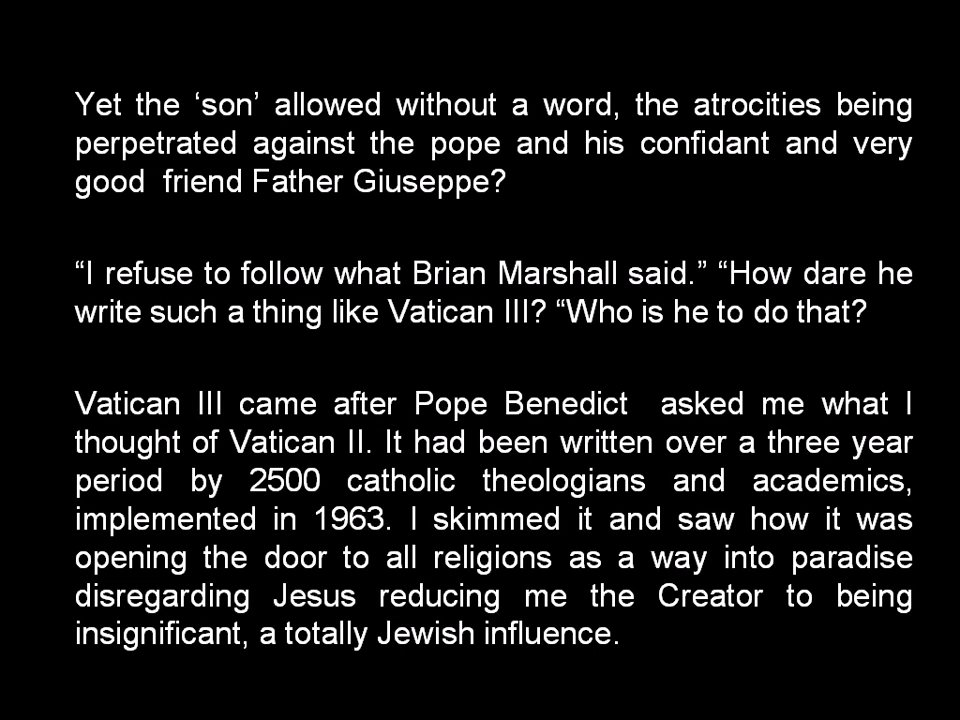 Yet the ‘son’ allowed without a word, the atrocities being
perpetrated against the pope and his confidant and very
good  friend Father Giuseppe?
“I refuse to follow what Brian Marshall said.” “How dare he
write such a thing like Vatican III? “Who is he to do that?
Vatican III came after Pope Benedict  asked me what I
thought of Vatican II. It had been written over a three year
period by 2500 catholic theologians and academics,
implemented in 1963. I skimmed it and saw how it was
opening the door to all religions as a way into paradise
disregarding Jesus reducing me the Creator to being
insignificant, a totally Jewish influence.